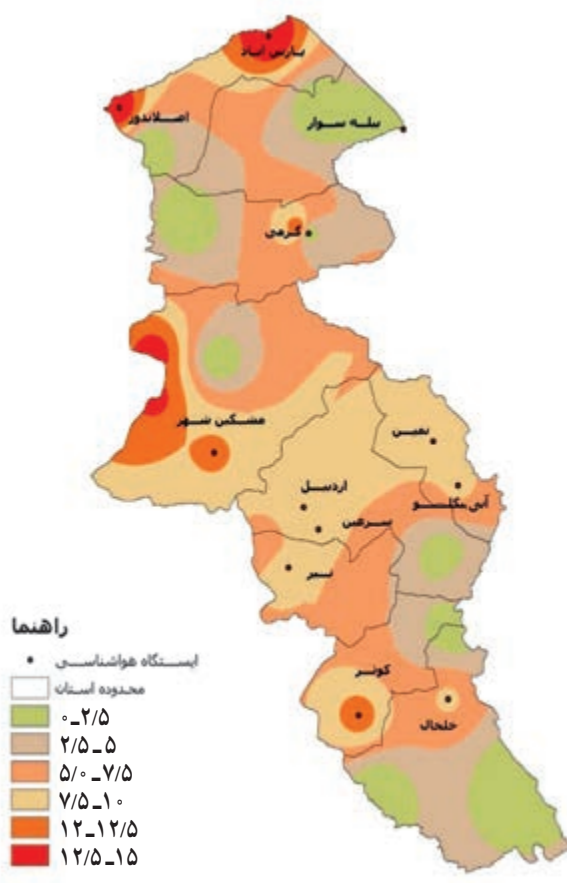 پارس آباد
اصلاندوز
بیله سوار
گرمی
مشگین شهر
نمین
اردبیل
آبی بگلو
سرعین
نیر
کوثر
خلخال
راهنما
ایستگاه هواشناسی
محدوده استان
۰-۲/۵
۲/۵-۵
۵/۰-۷/۵
۷/۵-۱۰
۱۲-۱۲/۵
۱۲/۵-۱۵